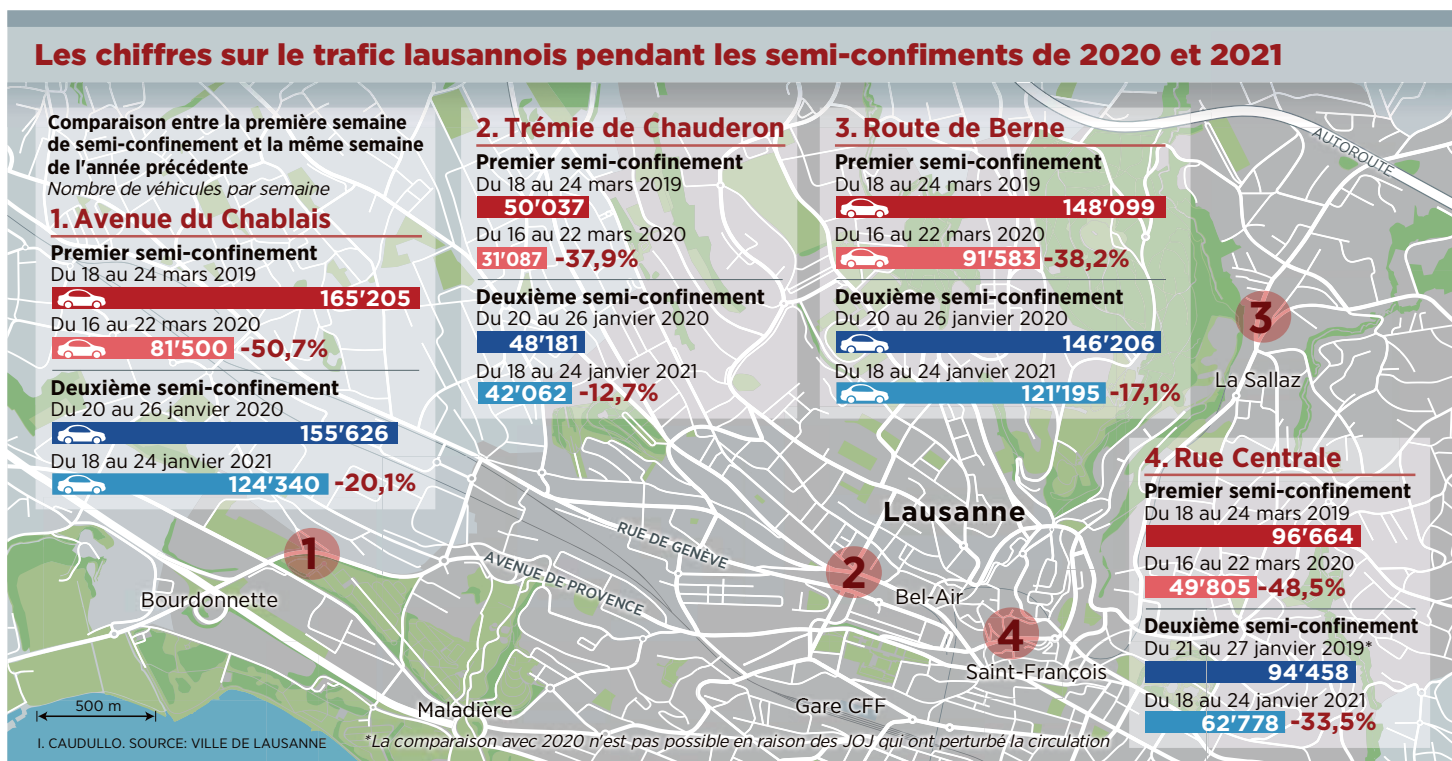 Les chiffres sur le trafic lausannois pendant les semi-confiments de 2020 et 2021
Comparaison entre la première semaine
de semi-confinement et la même semaine
de l'année précédente
Nombre de véhicules par semaine
1. Avenue du Chablais
Premier semi-confinement
Du 18 au 24 mars 2019
165'205
Du 16 au 22 mars 2020
81'500 -50,7%
Deuxième semi-confinement
Du 20 au 26 janvier 2020
155'626
Du 18 au 24 janvier 2021
124'340 -20,1%
2. Trémie de Chauderon
Premier semi-confinement
Du 18 au 24 mars 2019
50'037
Du 16 au 22 mars 2020
31'087 -37,9%
Deuxième semi-confinement
Du 20 au 26 janvier 2020
48'181
Du 18 au 24 janvier 2021
42'062 -12,7%
3. Route de Berne
Premier semi-confinement
Du 18 au 24 mars 2019
148'099
Du 16 au 22 mars 2020
91'583 -38,2%
Deuxième semi-confinement
Du 20 au 26 janvier 2020
146'206
Du 18 au 24 janvier 2021
121'195 -17,1%
4. Rue Centrale
Premier semi-confinement
Du 18 au 24 mars 2019
96'664
Du 16 au 22 mars 2020
49'805 -48,5%
Deuxième semi-confinement
Du 21 au 27 janvier 2019*
94'458
Du 18 au 24 janvier 2021
62'778 -33,5%
AUTOROUTE
3
La Sallaz
Lausanne
RUE DE GENÈVE
AVENUE DE PROVENCE
1
2
Bourdonnette
Bel-Air
4
Saint-François
Gare CFF
Maladière
500 m
I. CAUDULLO. SOURCE: VILLE DE LAUSANNE
*La comparaison avec 2020 n'est pas possible en raison des JOJ qui ont perturbé la circulation